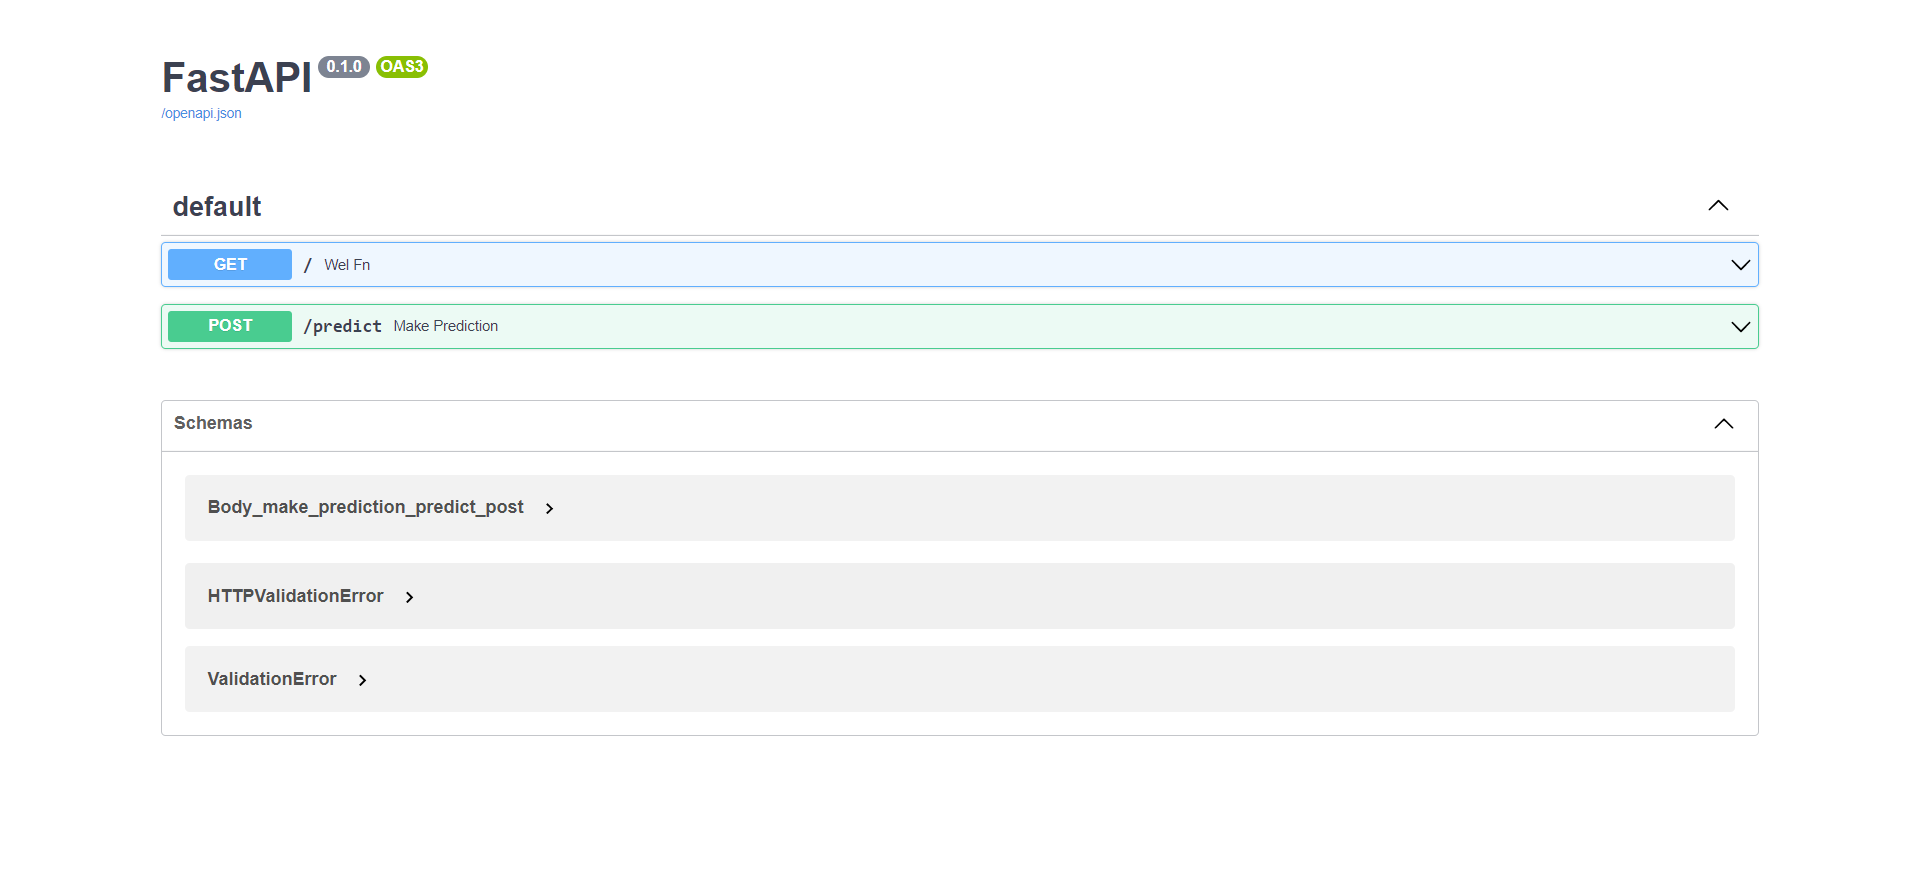 FastAPI 0.1.0 OAS3
/openapi.json
default
GET / Wel Fn
POST /predict Make Prediction
Schemas
Body_make_prediction_predict_post
HTTPValidationError
ValidationError